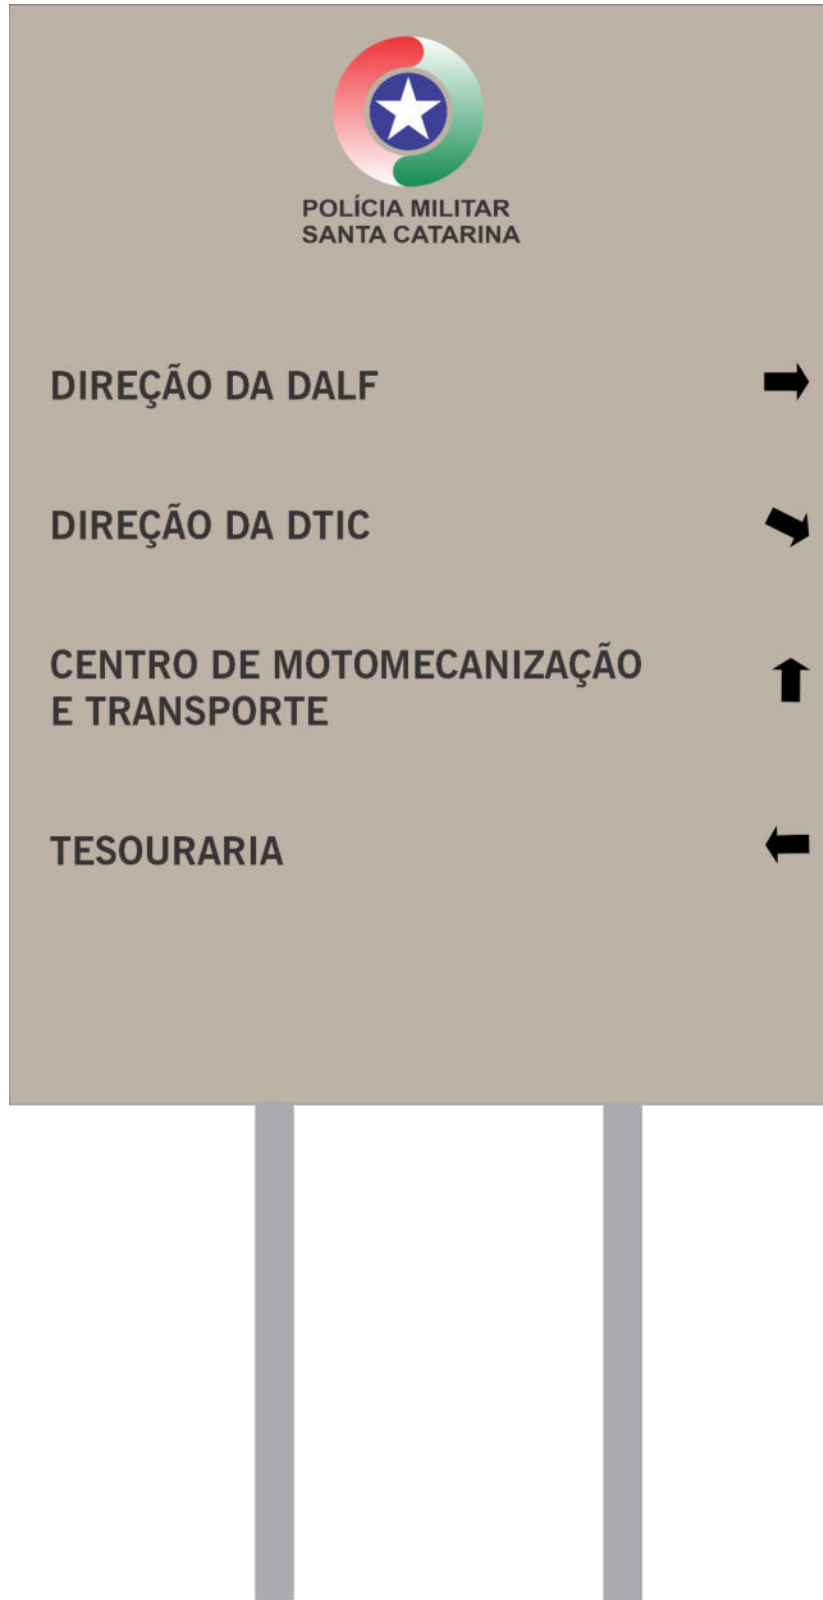 POLÍCIA MILITAR
SANTA CATARINA
DIREÇÃO DA DALF
DIREÇÃO DA DTIC
CENTRO DE MOTOMECANIZAÇÃO
E TRANSPORTE
TESOURARIA